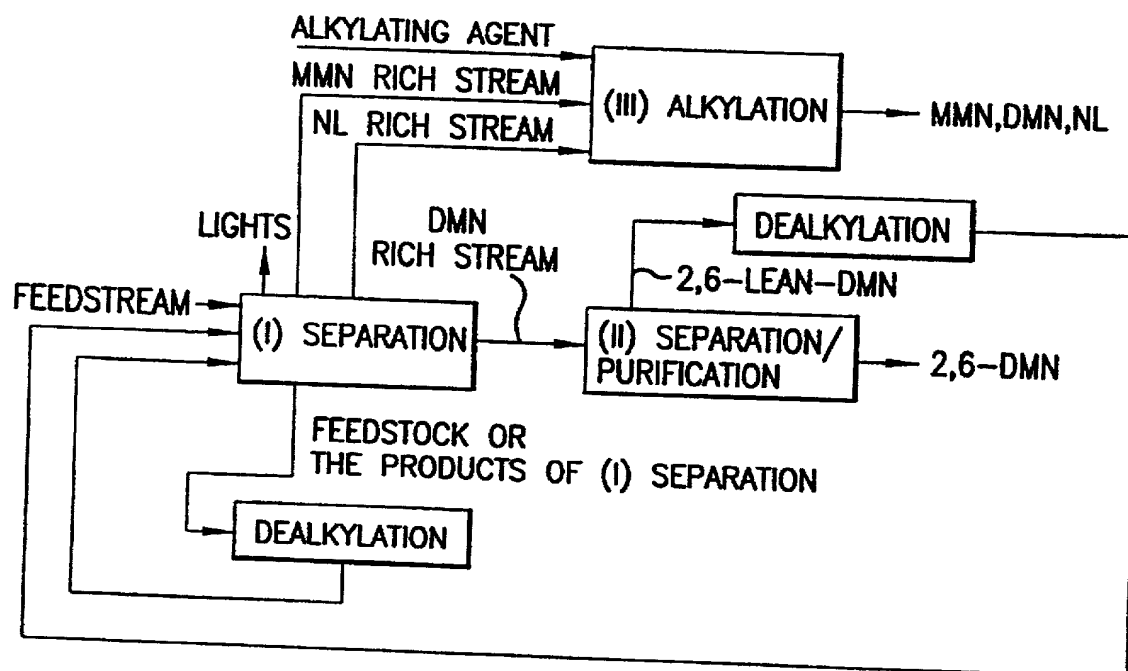 ALKYLATING AGENT
MMN RICH STREAM
NL RICH STREAM
(III) ALKYLATION
MMN,DMN,NL
LIGHTS
DMN
RICH STREAM
DEALKYLATION
2,6-LEAN-DMN
FEEDSTREAM
(I) SEPARATION
(II) SEPARATION/
PURIFICATION
2,6-DMN
FEEDSTOCK OR
THE PRODUCTS OF (I) SEPARATION
DEALKYLATION